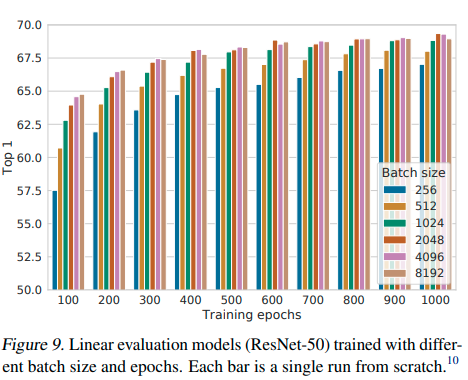 70.0
67.5
65.0
62.5
60.0
57.5
55.0
52.5
50.0
Top 1
Batch size
256
512
1024
2048
4096
8192
100 200 300 400 500 600 700 800 900 1000
Training epochs
Figure 9. Linear evaluation models (ResNet-50) trained with differ-
ent batch size and epochs. Each bar is a single run from scratch.10